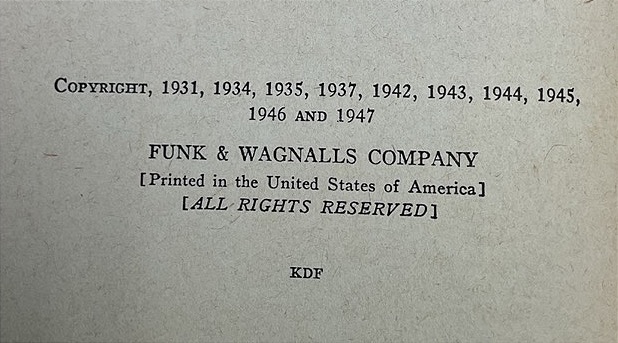 COPYRIGHT, 1931, 1934, 1935, 1937, 1942, 1943, 1944, 1945,
1946 AND 1947
FUNK & WAGNALLS COMPANY
[Printed in the United States of America]
[ALL RIGHTS RESERVED]
KDF